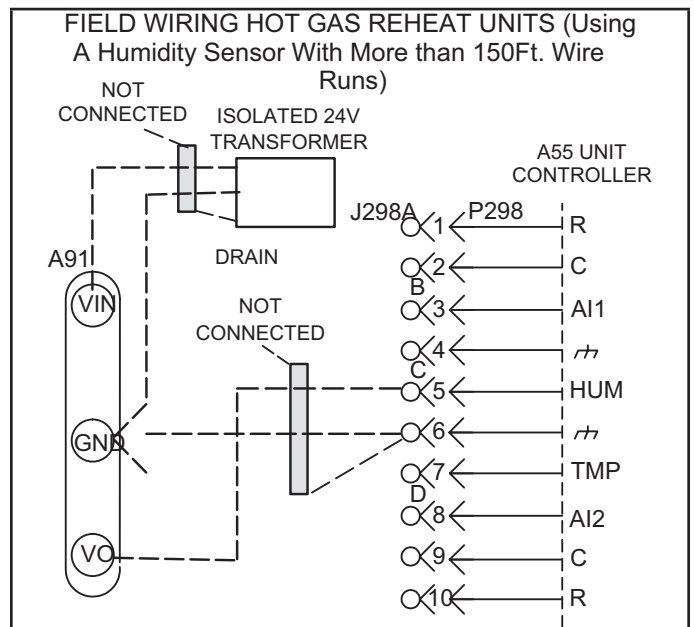 FIELD WIRING HOT GAS REHEAT UNITS (Using
A Humidity Sensor With More than 150Ft. Wire
Runs)
NOT
CONNECTED
ISOLATED 24V
TRANSFORMER
A55 UNIT
CONTROLLER
J298A
P298
1
R
A91
DRAIN
2
C
B
VIN
NOT
CONNECTED
3
AI1
4
C
5
HUM
GND
6
7
TMP
D
8
AI2
VO
9
C
10
R